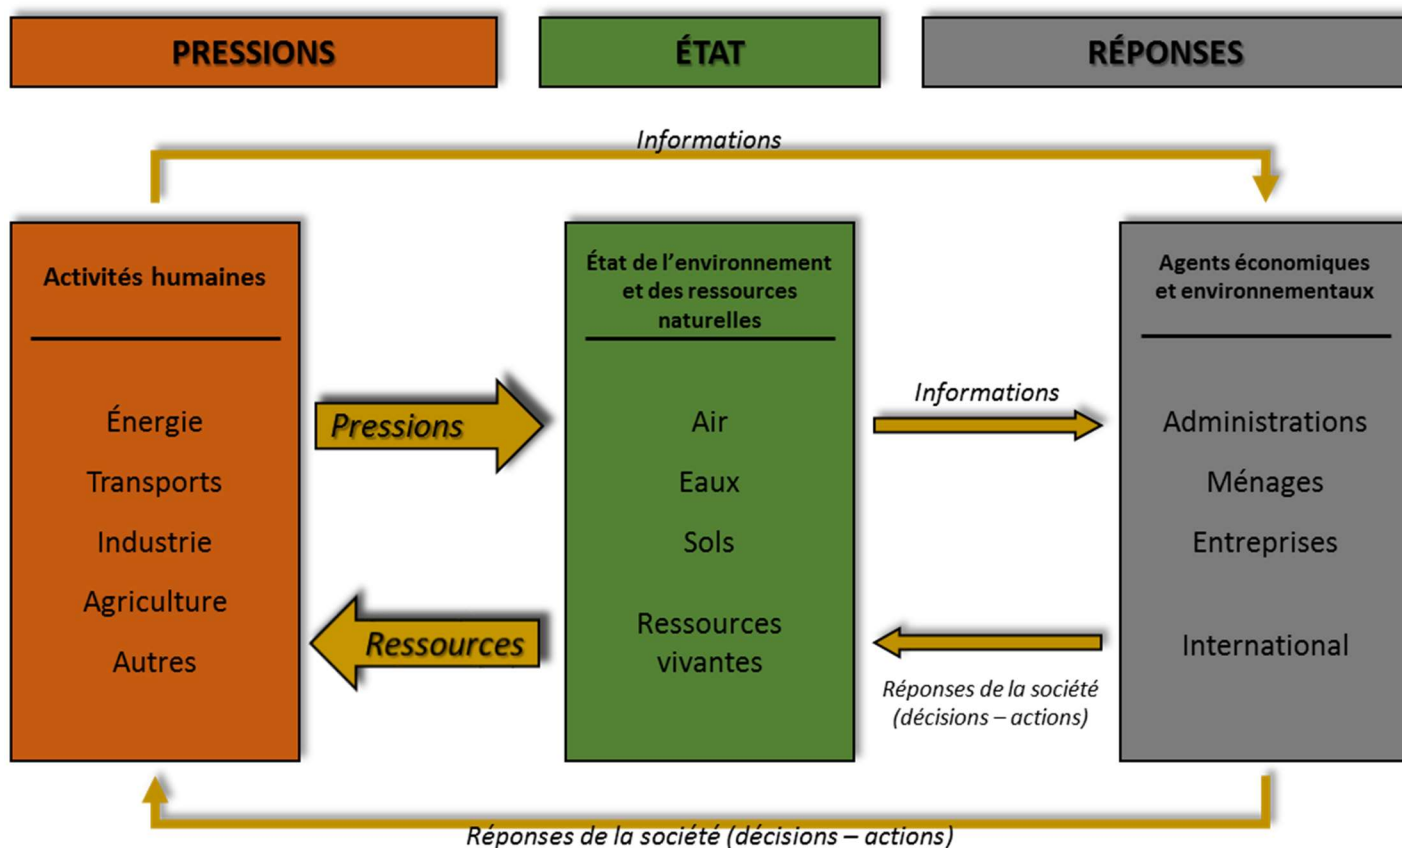 PRESSIONS
ÉTAT
RÉPONSES
Informations
Activités humaines
Énergie
Transports
Industrie
Agriculture
Autres
Pressions
Ressources
État de l’environnement
et des ressources
naturelles
Air
Eaux
Sols
Ressources
vivantes
Informations
Réponses de la société
(décisions – actions)
Agents économiques
et environnementaux
Administrations
Ménages
Entreprises
International
Réponses de la société (décisions – actions)